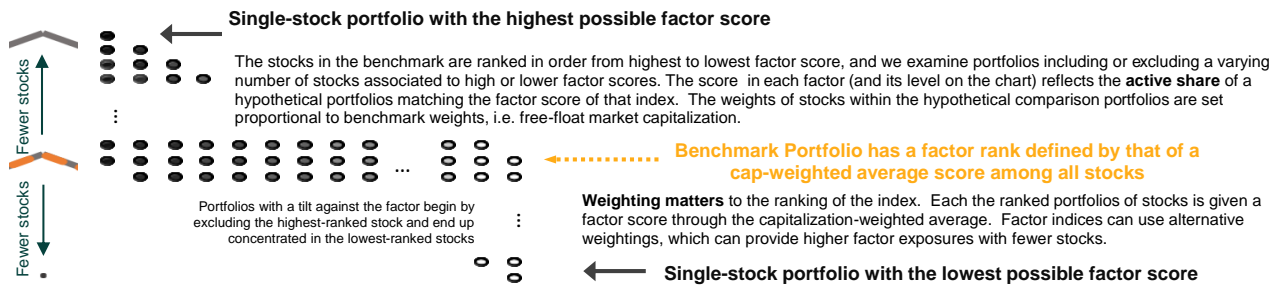 Single-stock portfolio with the highest possible factor score
The stocks in the benchmark are ranked in order from highest to lowest factor score, and we examine portfolios including or excluding a varying
number of stocks associated to high or lower factor scores. The score in each factor (and its level on the chart) reflects the active share of a
hypothetical portfolios matching the factor score of that index. The weights of stocks within the hypothetical comparison portfolios are set
proportional to benchmark weights, i.e. free-float market capitalization.
Fewer stocks
...
...
Benchmark Portfolio has a factor rank defined by that of a
cap-weighted average score among all stocks
Fewer stocks
Portfolios with a tilt against the factor begin by
excluding the highest-ranked stock and end up
concentrated in the lowest-ranked stocks
...
Weighting matters to the ranking of the index. Each the ranked portfolios of stocks is given a
factor score through the capitalization-weighted average. Factor indices can use alternative
weightings, which can provide higher factor exposures with fewer stocks.
Single-stock portfolio with the lowest possible factor score